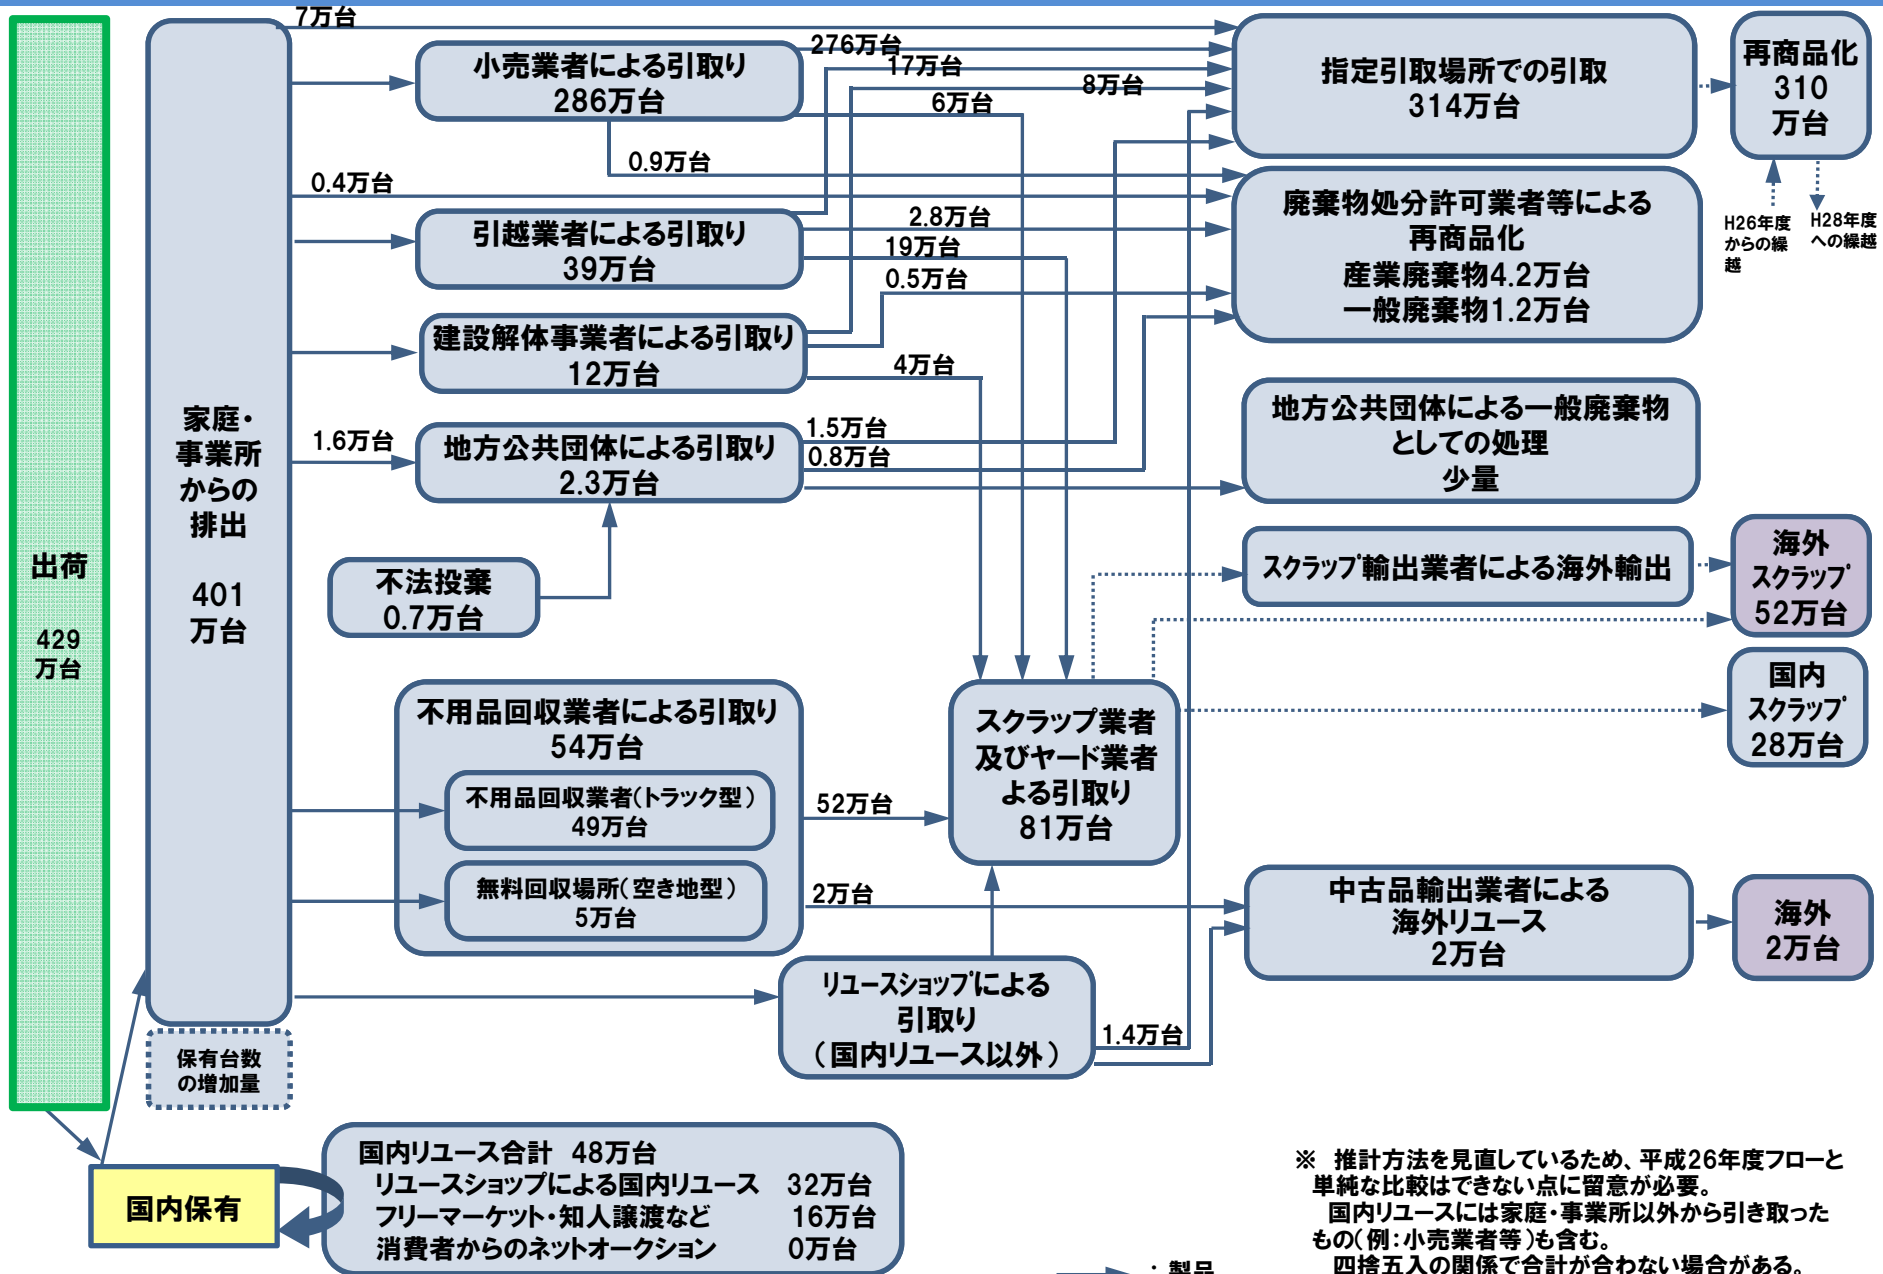 7万台
小売業者による引取り
286万台
276万台
17万台
8万台
6万台
0.9万台
指定引取場所での引取
314万台
再商品化
310
万台
H26年度
からの繰
越
H28年度
への繰越
0.4万台
引越業者による引取り
39万台
2.8万台
19万台
0.5万台
廃棄物処分許可業者等による
再商品化
産業廃棄物4.2万台
一般廃棄物1.2万台
建設解体事業者による引取り
12万台
4万台
家庭・
事業所
からの
排出
401
万台
1.6万台
地方公共団体による引取り
2.3万台
1.5万台
0.8万台
地方公共団体による一般廃棄物
としての処理
少量
出荷
429
万台
不法投棄
0.7万台
スクラップ輸出業者による海外輸出
海外
スクラップ
52万台
国内
スクラップ
28万台
不用品回収業者による引取り
54万台
不用品回収業者(トラック型)
49万台
無料回収場所(空き地型)
5万台
52万台
2万台
スクラップ業者
及びヤード業者
よる引取り
81万台
中古品輸出業者による
海外リユース
2万台
海外
2万台
リユースショップによる
引取り
(国内リユース以外)
1.4万台
保有台数
の増加量
国内保有
国内リユース合計 48万台
リユースショップによる国内リユース 32万台
フリーマーケット・知人譲渡など 16万台
消費者からのネットオークション 0万台
※ 推計方法を見直しているため、平成26年度フローと
単純な比較はできない点に留意が必要。
国内リユースには家庭・事業所以外から引き取った
もの(例:小売業者等)も含む。
四捨五入の関係で合計が合わない場合がある。
: 製品